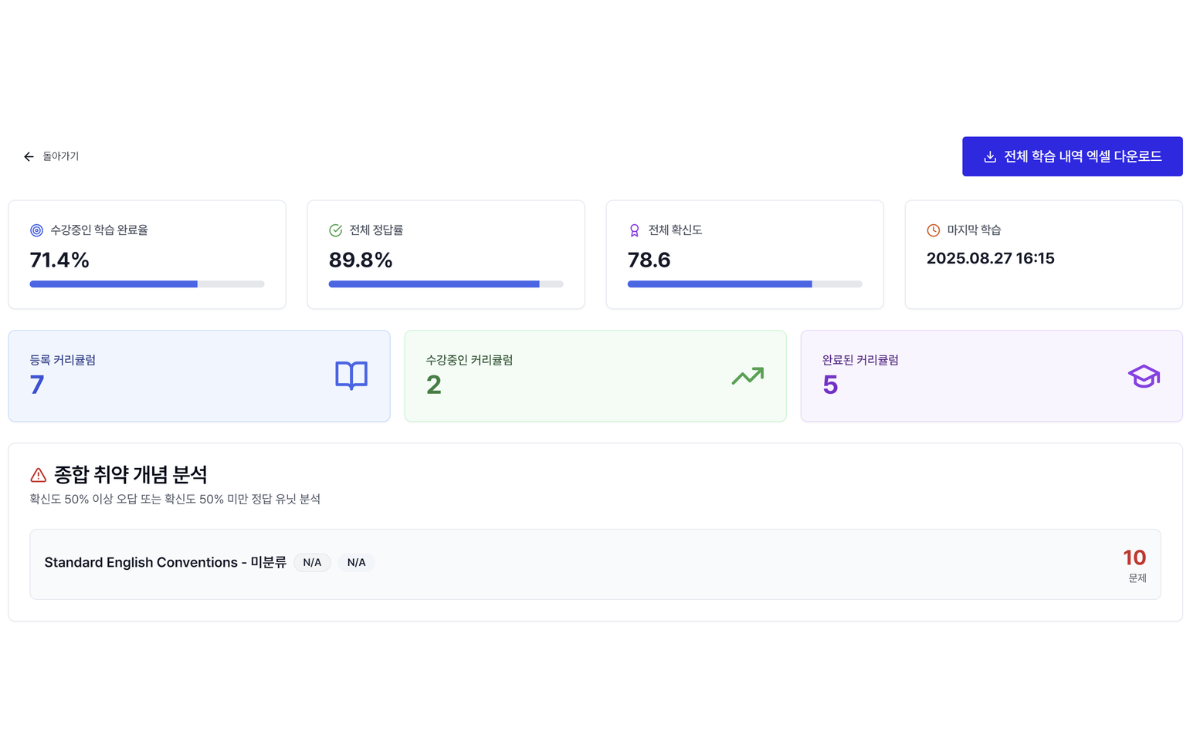 돌아가기
전체 학습 내역 엑셀 다운로드
수강중인 학습 완료율
71.4%
전체 정답률
89.8%
전체 확신도
78.6
마지막 학습
2025.08.27 16:15
등록 커리큘럼
7
수강중인 커리큘럼
2
완료된 커리큘럼
5
종합 취약 개념 분석
확신도 50% 이상 오답 또는 확신도 50% 미만 정답 유닛 분석
Standard English Conventions - 미분류 N/A N/A
10
문제